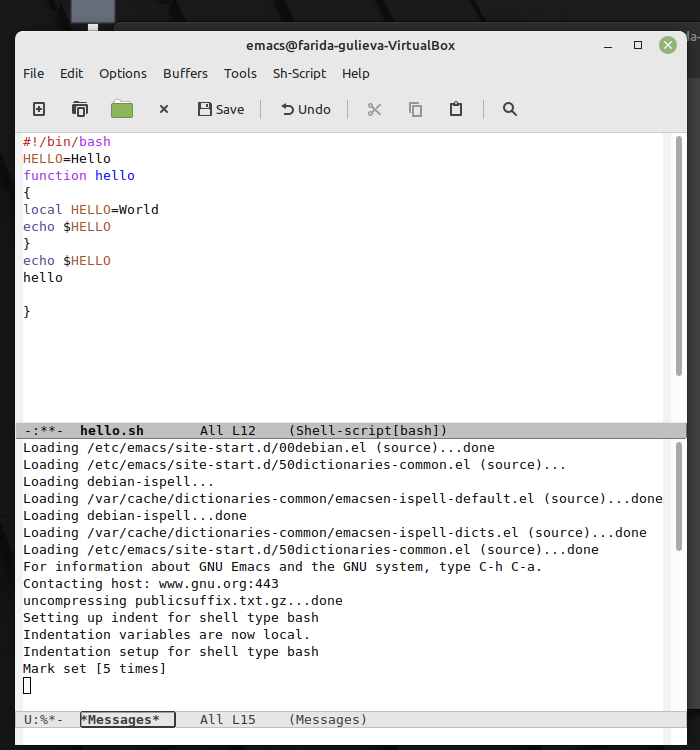 emacs@farida-gulieva-VirtualBox
File Edit Options Buffers Tools Sh-Script Help
Save Undo
#!/bin/bash
HELLO=Hello
function hello
{
local HELLO=World
echo $HELLO
}
echo $HELLO
hello
}
-:**- hello.sh All L12 (Shell-script[bash])
Loading /etc/emacs/site-start.d/00debian.el (source)...done
Loading /etc/emacs/site-start.d/50dictionaries-common.el (source)...
Loading debian-ispell...
Loading /var/cache/dictionaries-common/emacsen-ispell-default.el (source)...done
Loading debian-ispell...done
Loading /var/cache/dictionaries-common/emacsen-ispell-dicts.el (source)...done
Loading /etc/emacs/site-start.d/50dictionaries-common.el (source)...done
For information about GNU Emacs and the GNU system, type C-h C-a.
Contacting host: www.gnu.org:443
uncompressing publicsuffix.txt.gz...done
Setting up indent for shell type bash
Indentation variables are now local.
Indentation setup for shell type bash
Mark set [5 times]
U:%*- *Messages* All L15 (Messages)